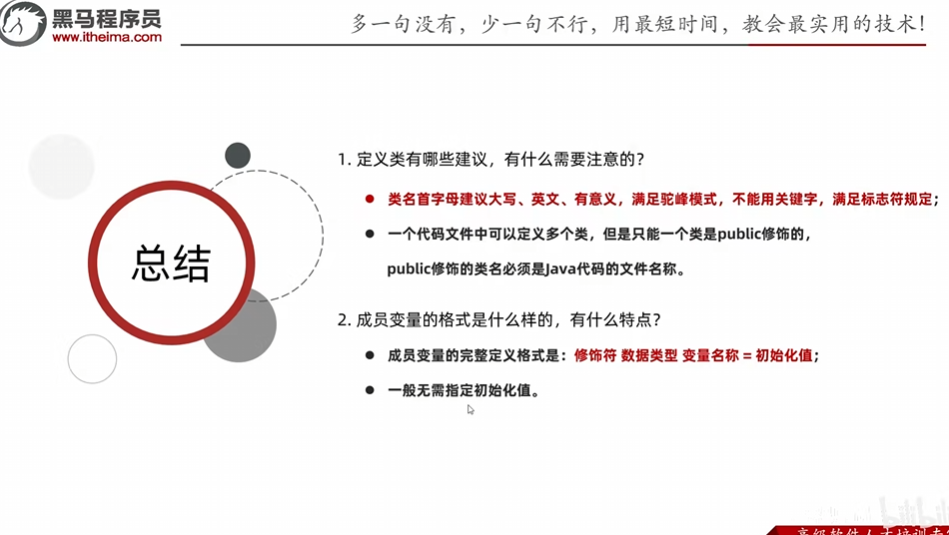 黑马程序员
www.itheima.com
多一句没有，少一句不行，用最短时间，教会最实用的技术！
总结
1. 定义类有哪些建议，有什么需要注意的？
● 类名首字母建议大写、英文、有意义，满足驼峰模式，不能用关键字，满足标志符规定；
● 一个代码文件中可以定义多个类，但是只能一个类是public修饰的，
public修饰的类名必须是Java代码的文件名称。
2. 成员变量的格式是什么样的，有什么特点？
● 成员变量的完整定义格式是：修饰符 数据类型 变量名称 = 初始化值；
● 一般无需指定初始化值。
bilibili
高级软件人才培训